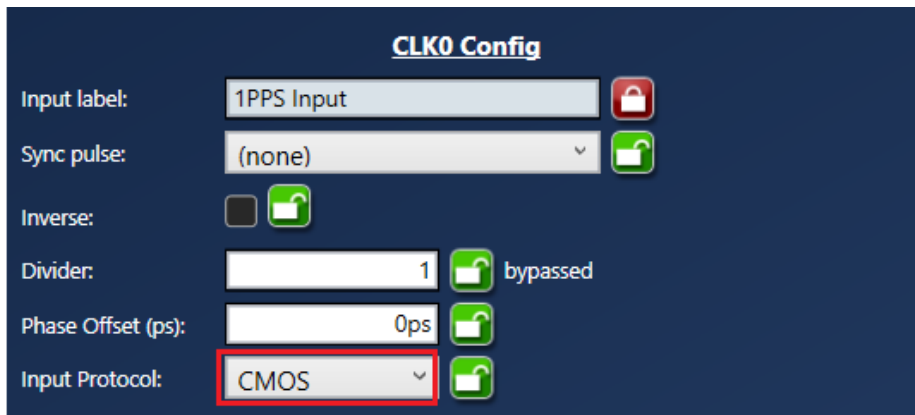 CLK0 Config
Input label: 1PPS Input
Sync pulse: (none)
Inverse:
Divider: 1 bypassed
Phase Offset (ps): 0ps
Input Protocol: CMOS